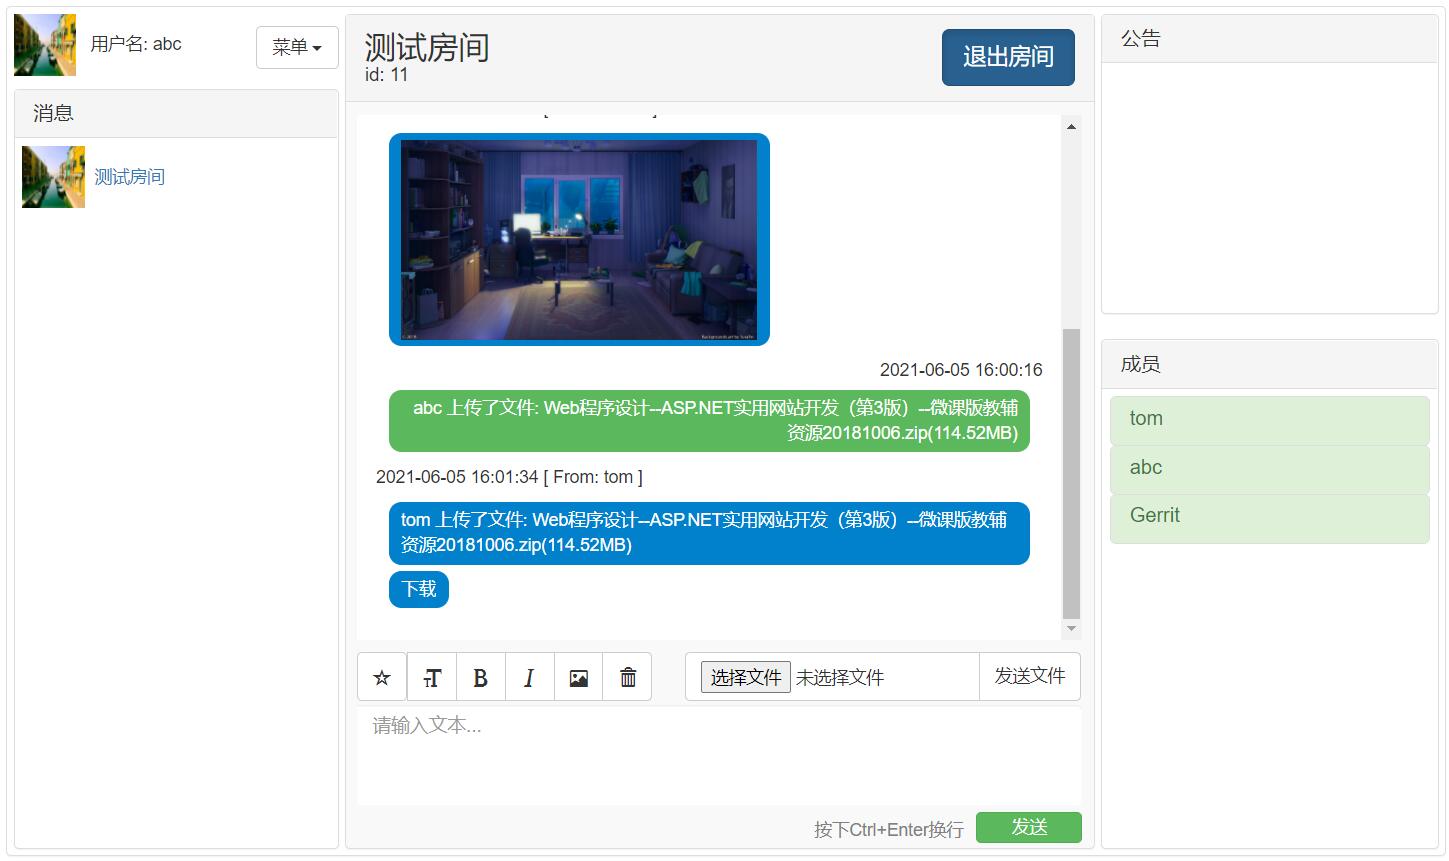 用户名: abc
菜单
消息
测试房间
测试房间
id: 11
退出房间
2021-06-05 16:00:16
abc 上传了文件: Web程序设计--ASP.NET实用网站开发（第3版）--微课版教辅
资源20181006.zip(114.52MB)
2021-06-05 16:01:34 [ From: tom ]
tom 上传了文件: Web程序设计--ASP.NET实用网站开发（第3版）--微课版教辅
资源20181006.zip(114.52MB)
下载
选择文件 未选择文件
发送文件
请输入文本...
按下Ctrl+Enter换行
发送
公告
成员
tom
abc
Gerrit